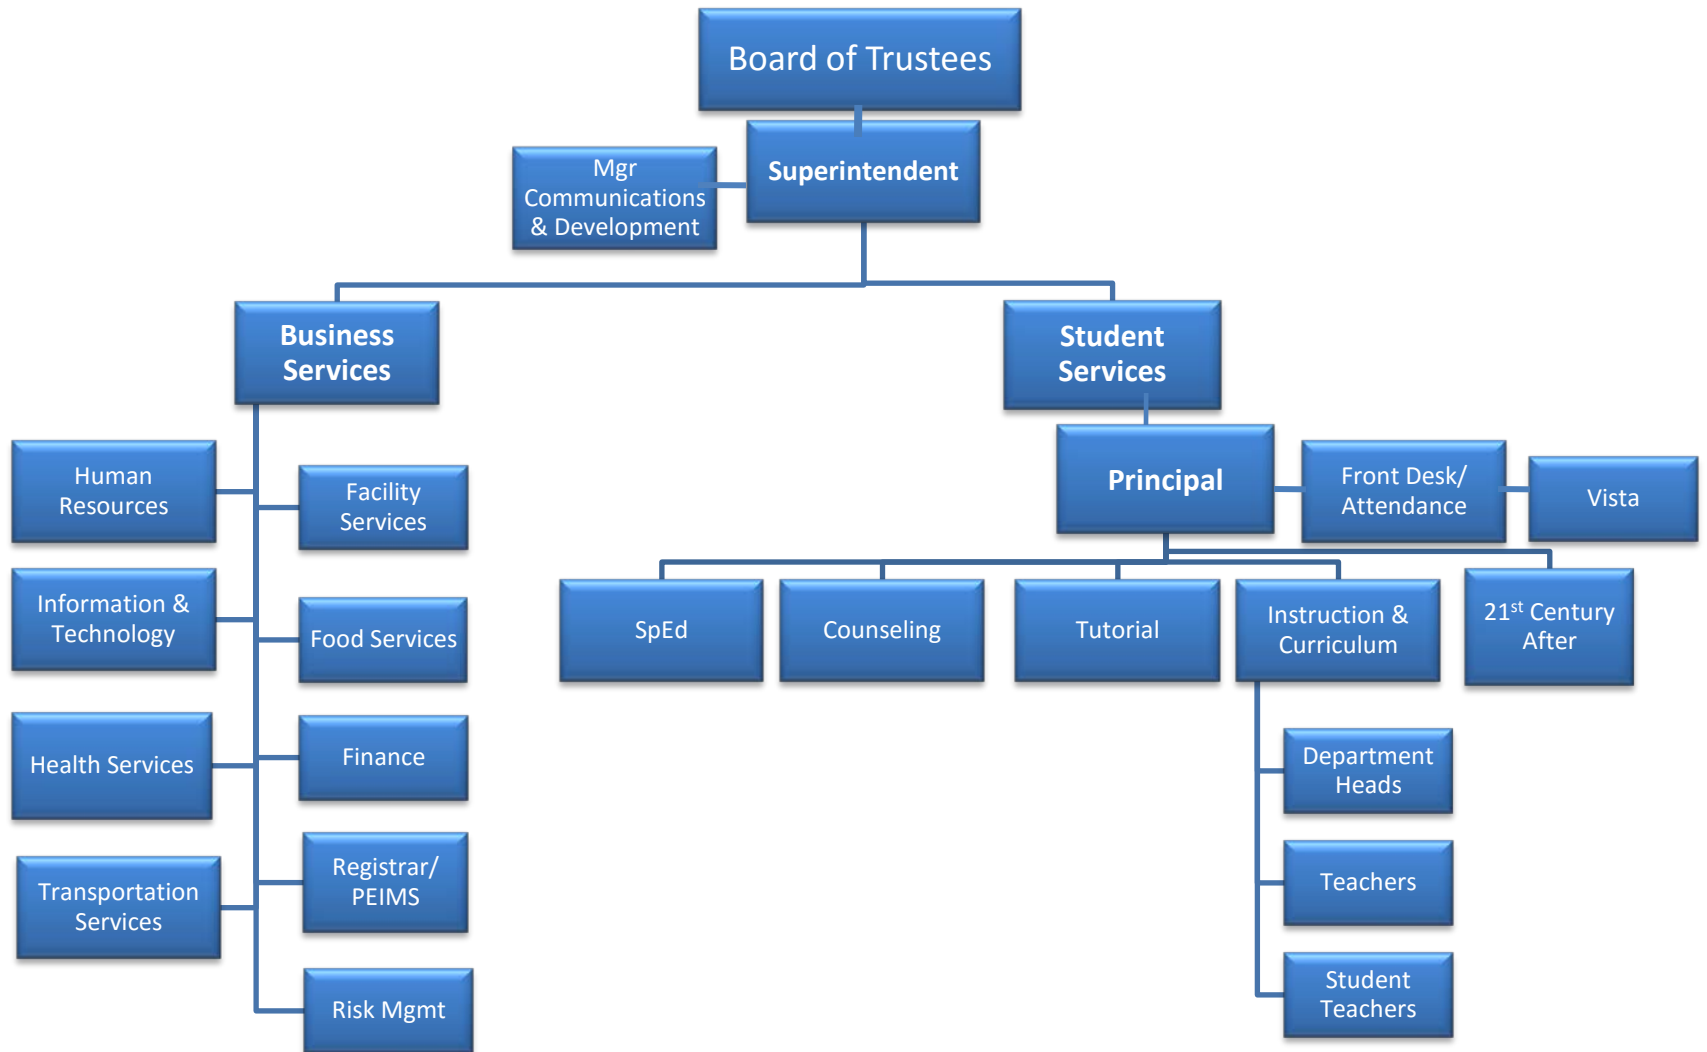 Board of Trustees
Superintendent
Mgr
Communications
& Development
Business
Services
Student
Services
Principal
Front Desk/
Attendance
Vista
Human
Resources
Facility
Services
Information &
Technology
Food Services
Health Services
Finance
Transportation
Services
Registrar/
PEIMS
Risk Mgmt
SpEd
Counseling
Tutorial
Instruction &
Curriculum
21st Century
After
Department
Heads
Teachers
Student
Teachers